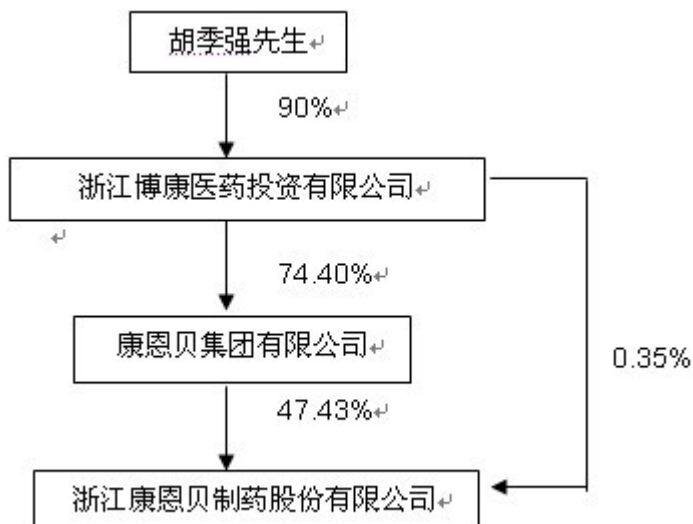 胡季强先生↵
90%↵
浙江博康医药投资有限公司↵
↵
74.40%↵
康恩贝集团有限公司↵
0.35%
47.43%↵
浙江康恩贝制药股份有限公司↵